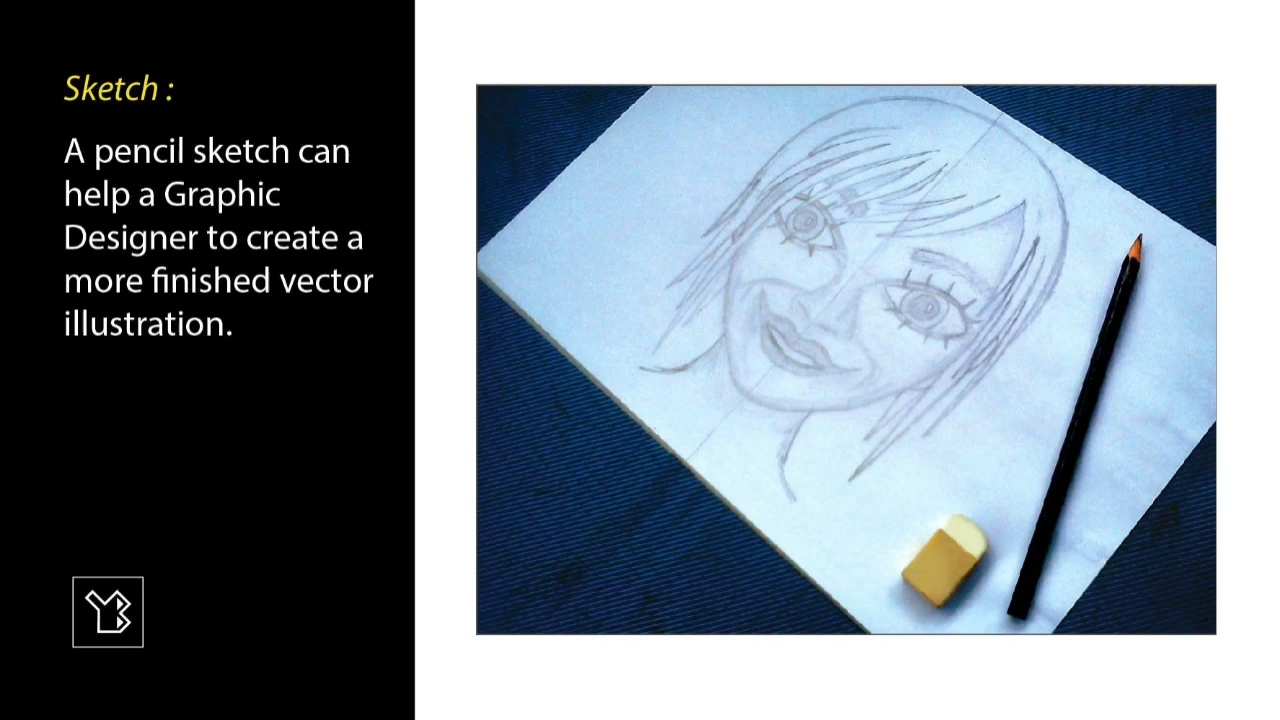 Sketch :
A pencil sketch can
help a Graphic
Designer to create a
more finished vector
illustration.